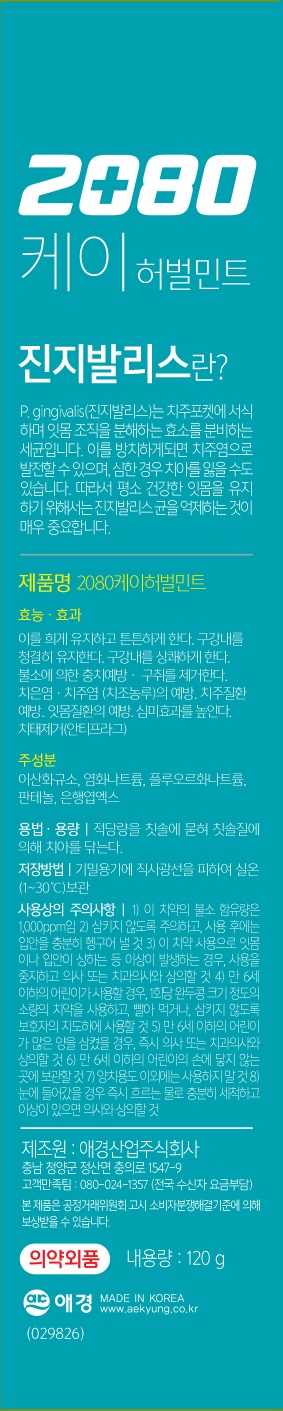 2080
케이 허벌민트
진지발리스란?
P. gingivalis(진지발리스)는 치주포켓에 서식
하며 잇몸 조직을 분해하는 효소를 분비하는
세균입니다. 이를 방치하게되면 치주염으로
발전할 수 있으며, 심한 경우 치아를 잃을 수도
있습니다. 따라서 평소 건강한 잇몸을 유지
하기 위해서는 진지발리스 균을 억제하는 것이
매우 중요합니다.
제품명 2080케이허벌민트
효능 · 효과
이를 희게 유지하고 튼튼하게 한다. 구강내를
청결히 유지한다. 구강내를 상쾌하게 한다.
불소에 의한 충치예방 · 구취를 제거한다.
치은염 · 치주염 (치조농루)의 예방. 치주질환
예방. 잇몸질환의 예방. 심미효과를 높인다.
치태제거(안티프라그)
주성분
이산화규소, 염화나트륨, 플루오르화나트륨,
판테놀, 은행엽엑스
용법 · 용량 | 적당량을 칫솔에 묻혀 칫솔질에
의해 치아를 닦는다.
저장방법 | 기밀용기에 직사광선을 피하여 실온
(1~30℃)보관
사용상의 주의사항 | 1) 이 치약의 불소 함유량은
1,000ppm임 2) 삼키지 않도록 주의하고, 사용 후에는
입안을 충분히 헹구어 낼 것 3) 이 치약 사용으로 잇몸
이나 입안이 상하는 등 이상이 발생하는 경우, 사용을
중지하고 의사 또는 치과의사와 상의할 것 4) 만 6세
이하의 어린이가 사용할 경우, 1회당 완두콩 크기 정도의
소량의 치약을 사용하고, 빨아 먹거나, 삼키지 않도록
보호자의 지도하에 사용할 것 5) 만 6세 이하의 어린이
가 많은 양을 삼켰을 경우, 즉시 의사 또는 치과의사와
상의할 것 6) 만 6세 이하의 어린이의 손에 닿지 않는
곳에 보관할 것 7) 양치용도 이외에는 사용하지 말 것 8)
눈에 들어갔을 경우 즉시 흐르는 물로 충분히 세척하고
이상이 있으면 의사와 상의할 것
제조원 : 애경산업주식회사
충남 청양군 정산면 충의로 1547-9
고객만족팀 : 080-024-1357 (전국 수신자 요금부담)
본 제품은 공정거래위원회 고시 소비자분쟁해결기준에 의해
보상받을 수 있습니다.
의약외품 내용량 : 120 g
애경 MADE IN KOREA
www.aekyung.co.kr
(029826)